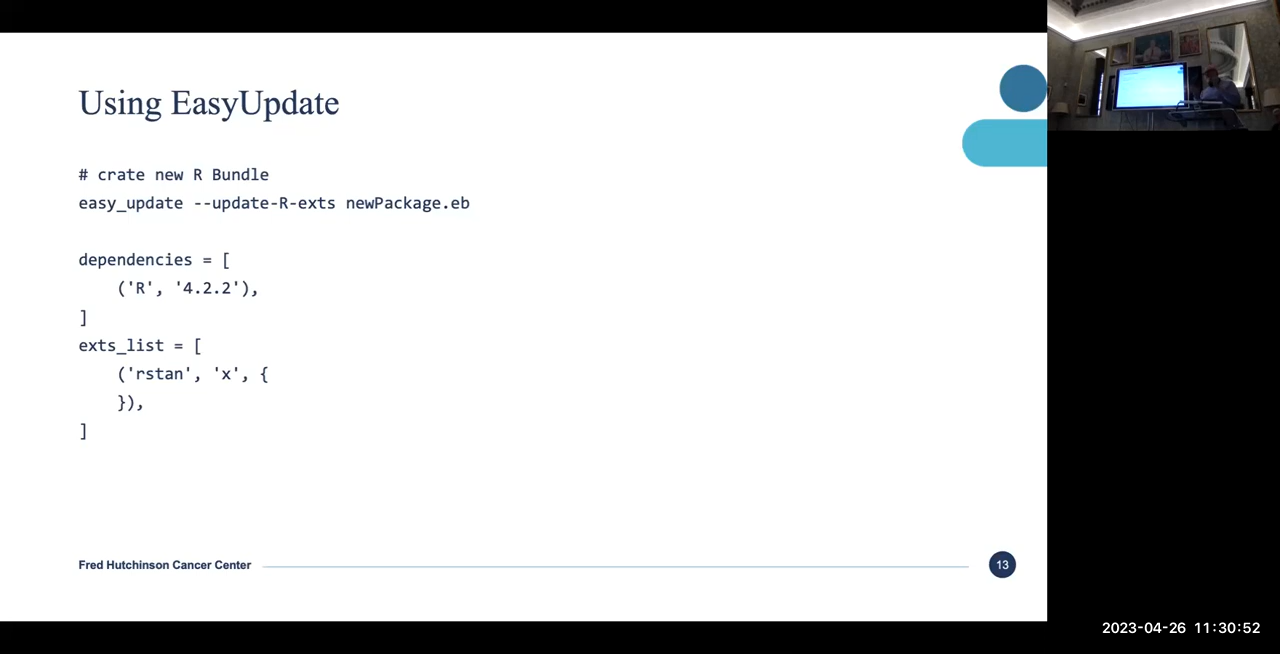 Using EasyUpdate
# crate new R Bundle
easy_update --update-R-exts newPackage.eb
dependencies = [
    ('R', '4.2.2'),
]
exts_list = [
    ('rstan', 'x', {
    }),
]
Fred Hutchinson Cancer Center
13
2023-04-26 11:30:52